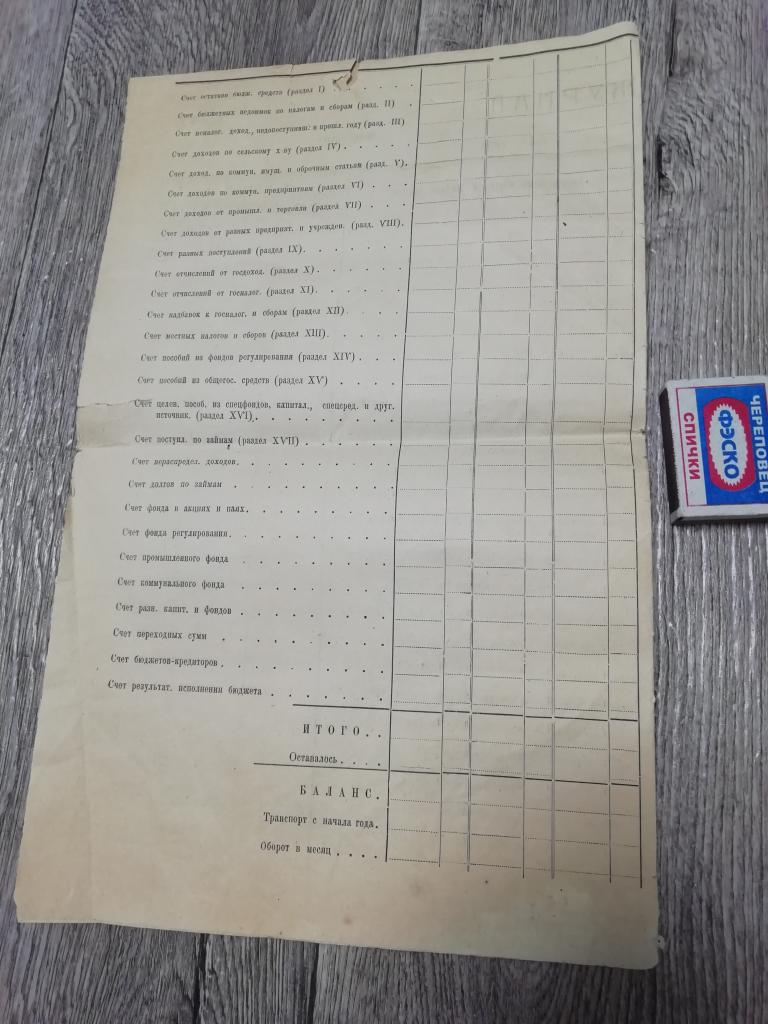 Счет остатков бюдж. средств (раздел I) . . . . .
Счет бюджетных недоимок по налогам и сборам (разд. II) .
Счет неналог. доход., недопоступивш. в прошл. году (разд. III)
Счет доходов по сельскому х-ву (раздел IV) . . . .
Счет доход. по коммун. имущ. и оброчным статьям (разд. V) .
Счет доходов по коммун. предприятиям (раздел VI) . . .
Счет доходов от промышл. и торговли (раздел VII) . . .
Счет доходов от разных предприят. и учрежден. (разд. VIII) .
Счет разных поступлений (раздел IX) . . . . . .
Счет отчислений от госдоход. (раздел X) . . . . .
Счет отчислений от госналог. (раздел XI) . . . . .
Счет надбавок к госналог. и сборам (раздел XII) . . . .
Счет местных налогов и сборов (раздел XIII) . . . .
Счет пособий из фондов регулирования (раздел XIV) . . .
Счет пособий из общегос. средств (раздел XV) . . . .
Счет целев. пособ. из спецфондов, капитал., спецсред. и друг.
источник. (раздел XVI) . . . . . . . .
Счет поступл. по займам (раздел XVII) . . . . .
Счет нераспредел. доходов . . . . . . . .
Счет долгов по займам . . . . . . . .
Счет фонда в акциях и паях . . . . . . . .
Счет фонда регулирования . . . . . . . .
Счет промышленного фонда . . . . . . . .
Счет коммунального фонда . . . . . . . .
Счет разн. капит. и фондов . . . . . . . .
Счет переходных сумм . . . . . . . .
Счет бюджетов-кредиторов . . . . . . . .
Счет результат. исполнения бюджета . . . . . . .
ИТОГО . .
Оставалось . . . .
БАЛАНС .
Транспорт с начала года .
Оборот в месяц . . . .
ЧЕРЕПОВЕЦ
ФЭСКО
СПИЧКИ